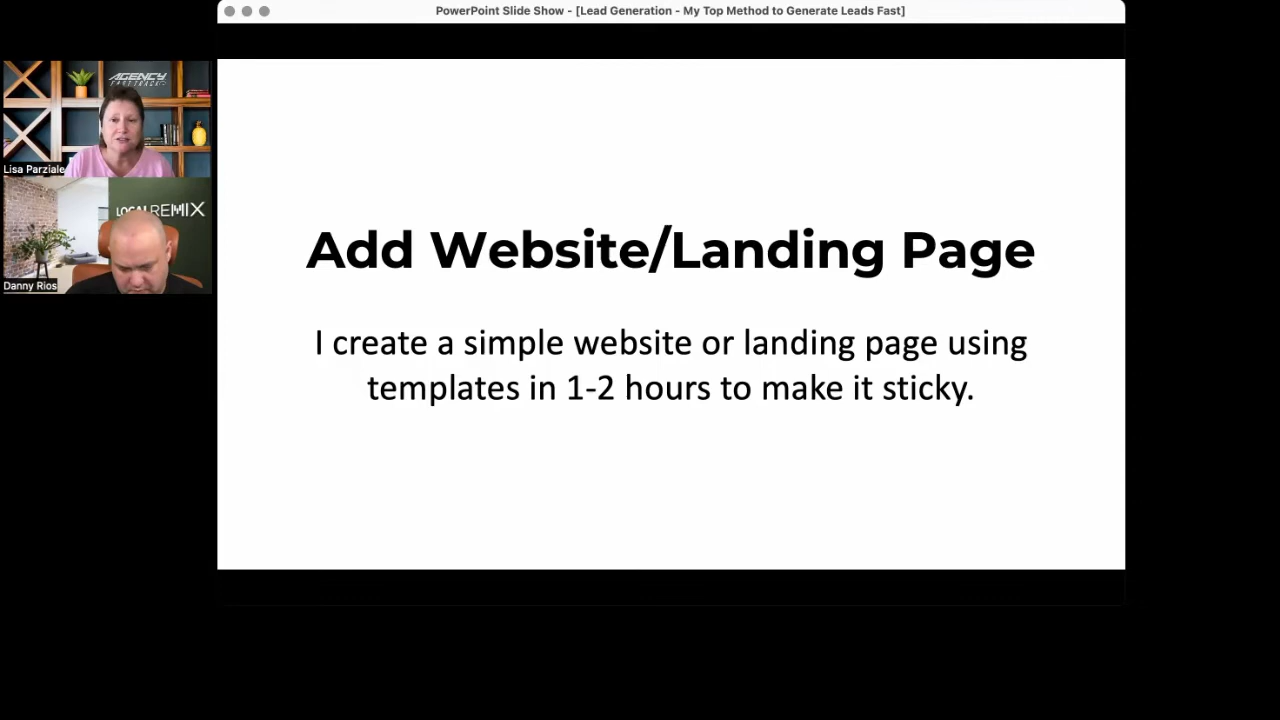 PowerPoint Slide Show - [Lead Generation - My Top Method to Generate Leads Fast]
AGENCY
FAST TRACK
Lisa Parziale
LOCALREMIX
Danny Rios
Add Website/Landing Page
I create a simple website or landing page using
templates in 1-2 hours to make it sticky.